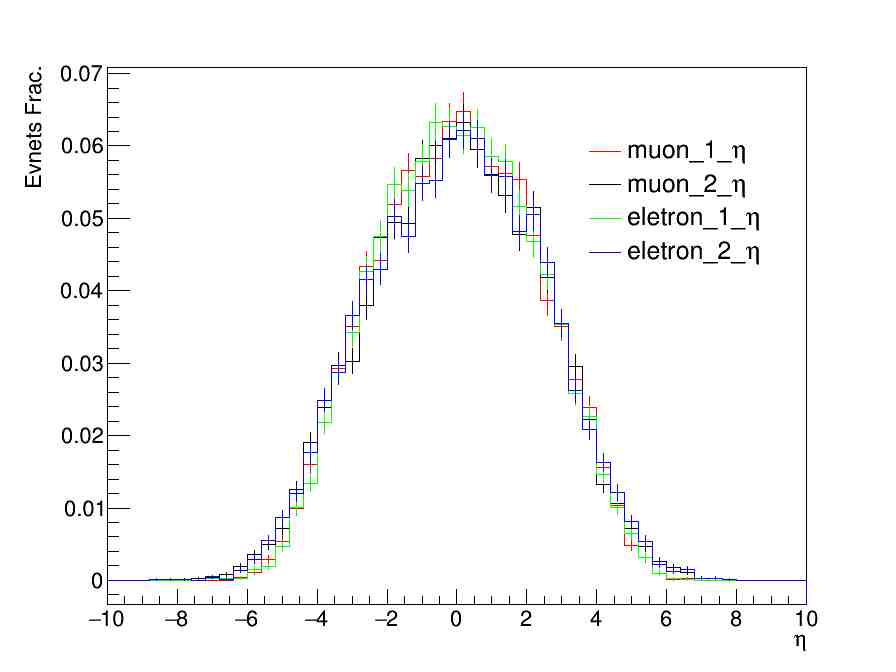 Evnets Frac.
0.07
0.06
0.05
0.04
0.03
0.02
0.01
0
muon_1_η
muon_2_η
eletron_1_η
eletron_2_η
−10 −8 −6 −4 −2 0 2 4 6 8 10
η